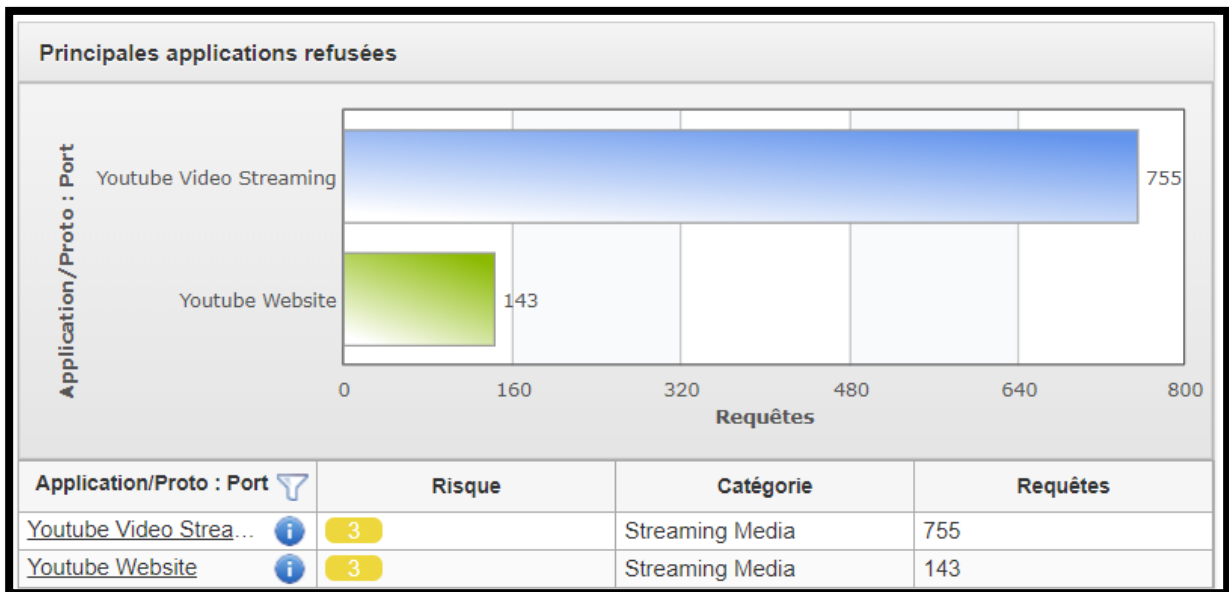 Principales applications refusées
Application/Proto : Port
Youtube Video Streaming
755
Youtube Website
143
0 160 320 480 640 800
Requêtes
Application/Proto : Port Risque Catégorie Requêtes
Youtube Video Strea... 3 Streaming Media 755
Youtube Website 3 Streaming Media 143